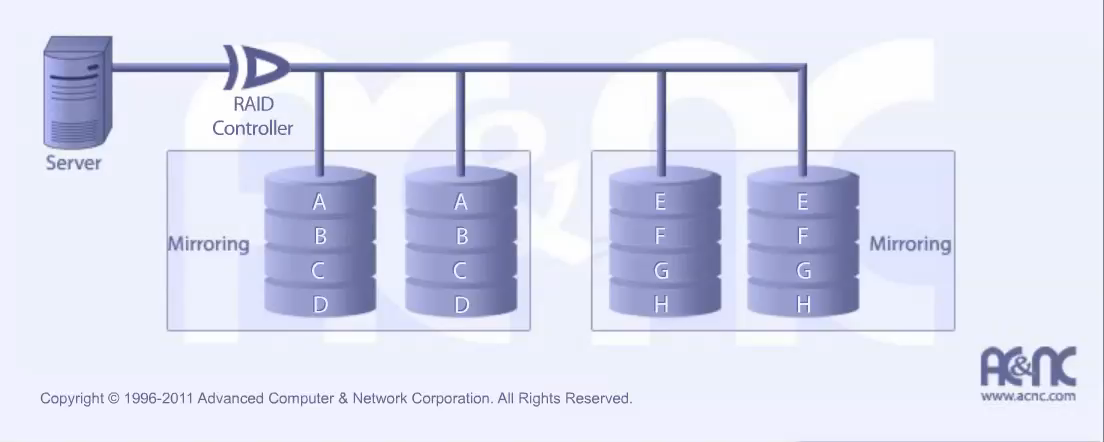 Server
RAID
Controller
Mirroring
A
B
C
D
A
B
C
D
E
F
G
H
E
F
G
H
Mirroring
AC&NC
www.acnc.com
Copyright © 1996-2011 Advanced Computer & Network Corporation. All Rights Reserved.